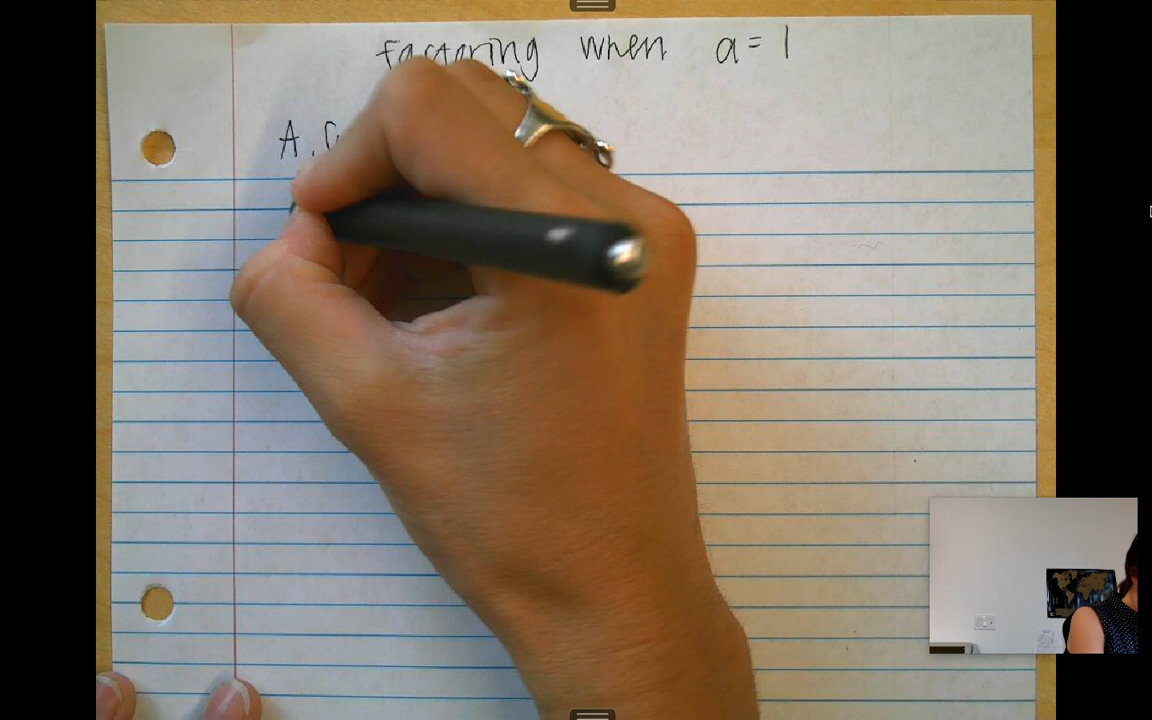 factoring when a = 1
A.